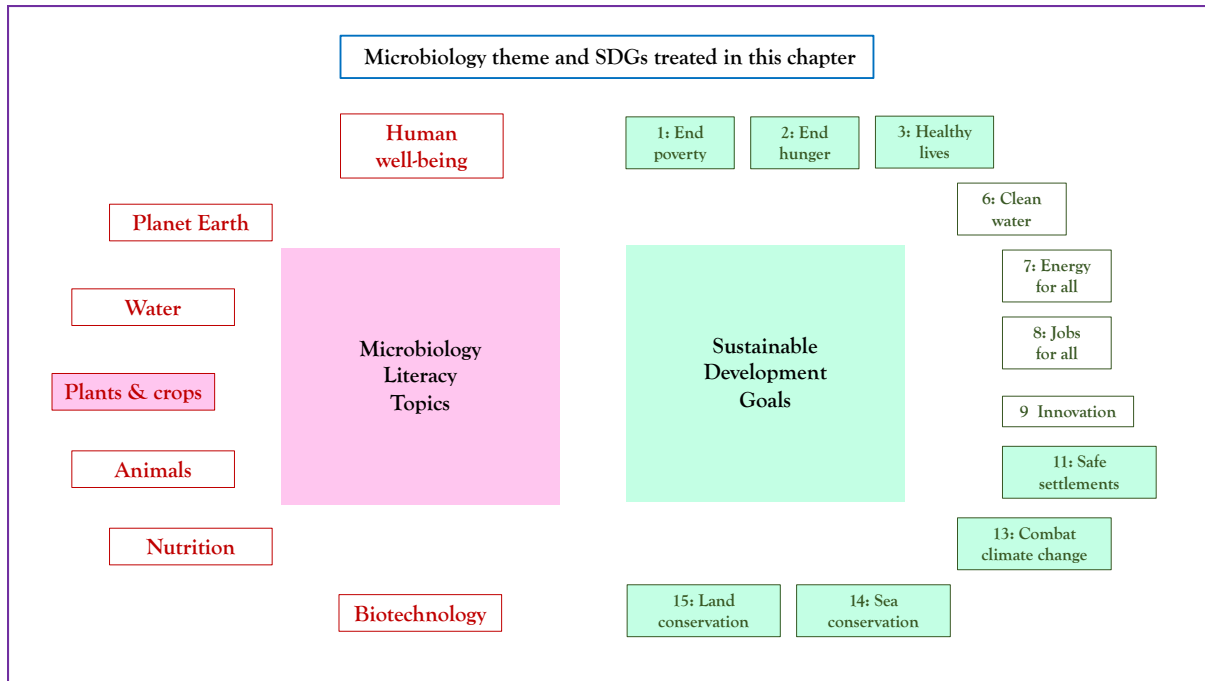 Microbiology theme and SDGs treated in this chapter
Human
well-being
Planet Earth
Water
Plants & crops
Animals
Nutrition
Biotechnology
Microbiology
Literacy
Topics
Sustainable
Development
Goals
1: End
poverty
2: End
hunger
3: Healthy
lives
6: Clean
water
7: Energy
for all
8: Jobs
for all
9 Innovation
11: Safe
settlements
13: Combat
climate change
15: Land
conservation
14: Sea
conservation